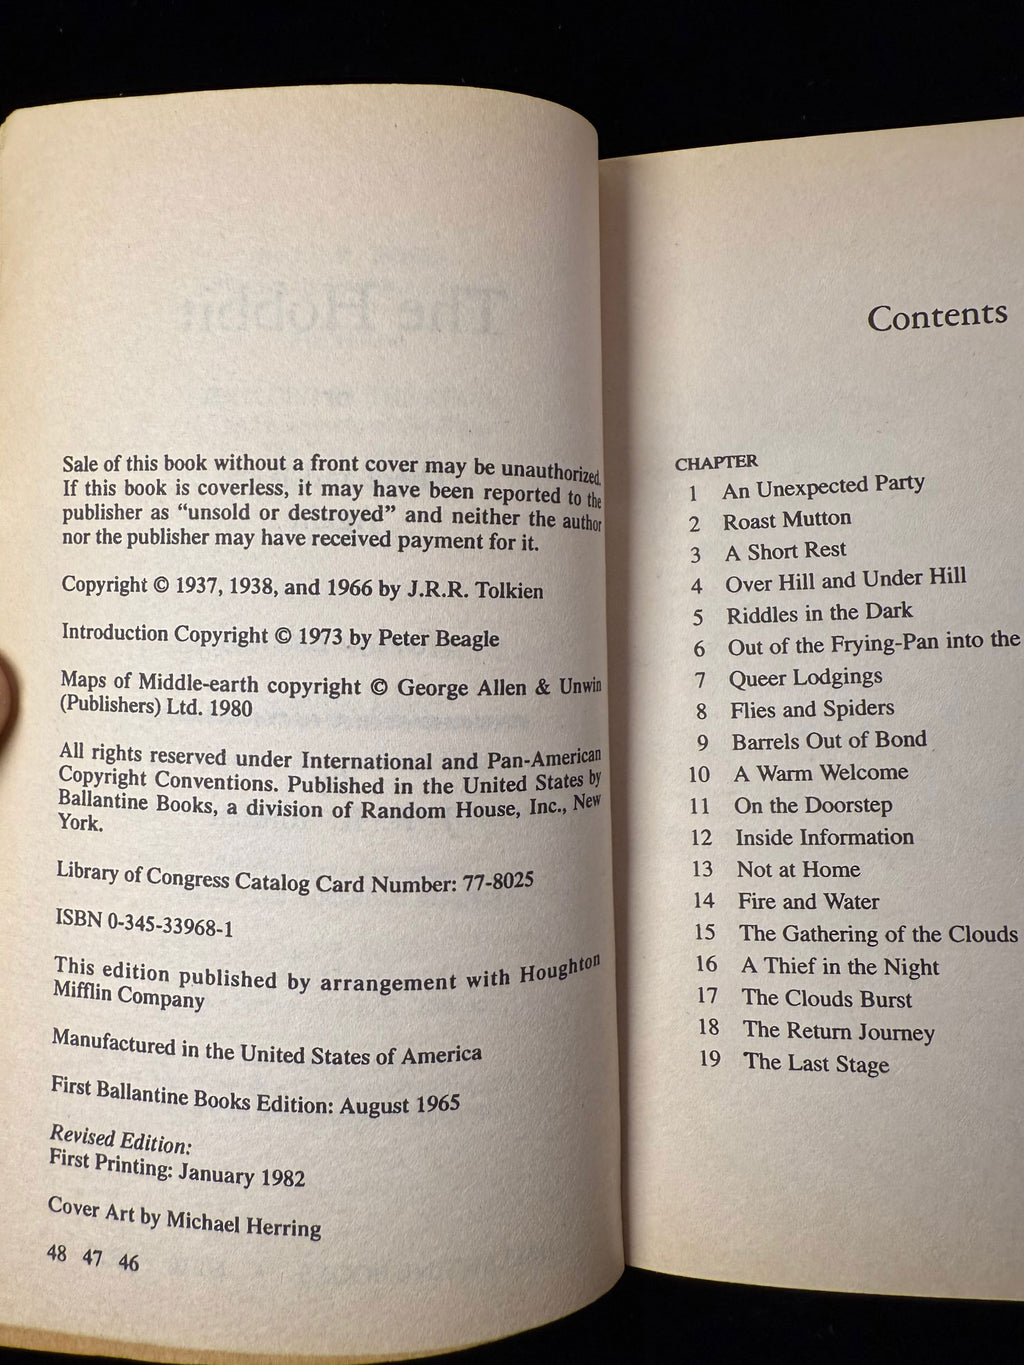 Sale of this book without a front cover may be unauthorized.
If this book is coverless, it may have been reported to the
publisher as “unsold or destroyed” and neither the author
nor the publisher may have received payment for it.
Copyright © 1937, 1938, and 1966 by J.R.R. Tolkien
Introduction Copyright © 1973 by Peter Beagle
Maps of Middle-earth copyright © George Allen & Unwin
(Publishers) Ltd. 1980
All rights reserved under International and Pan-American
Copyright Conventions. Published in the United States by
Ballantine Books, a division of Random House, Inc., New
York.
Library of Congress Catalog Card Number: 77-8025
ISBN 0-345-33968-1
This edition published by arrangement with Houghton
Mifflin Company
Manufactured in the United States of America
First Ballantine Books Edition: August 1965
Revised Edition:
First Printing: January 1982
Cover Art by Michael Herring
48 47 46
Contents
CHAPTER
1 An Unexpected Party
2 Roast Mutton
3 A Short Rest
4 Over Hill and Under Hill
5 Riddles in the Dark
6 Out of the Frying-Pan into the
7 Queer Lodgings
8 Flies and Spiders
9 Barrels Out of Bond
10 A Warm Welcome
11 On the Doorstep
12 Inside Information
13 Not at Home
14 Fire and Water
15 The Gathering of the Clouds
16 A Thief in the Night
17 The Clouds Burst
18 The Return Journey
19 The Last Stage